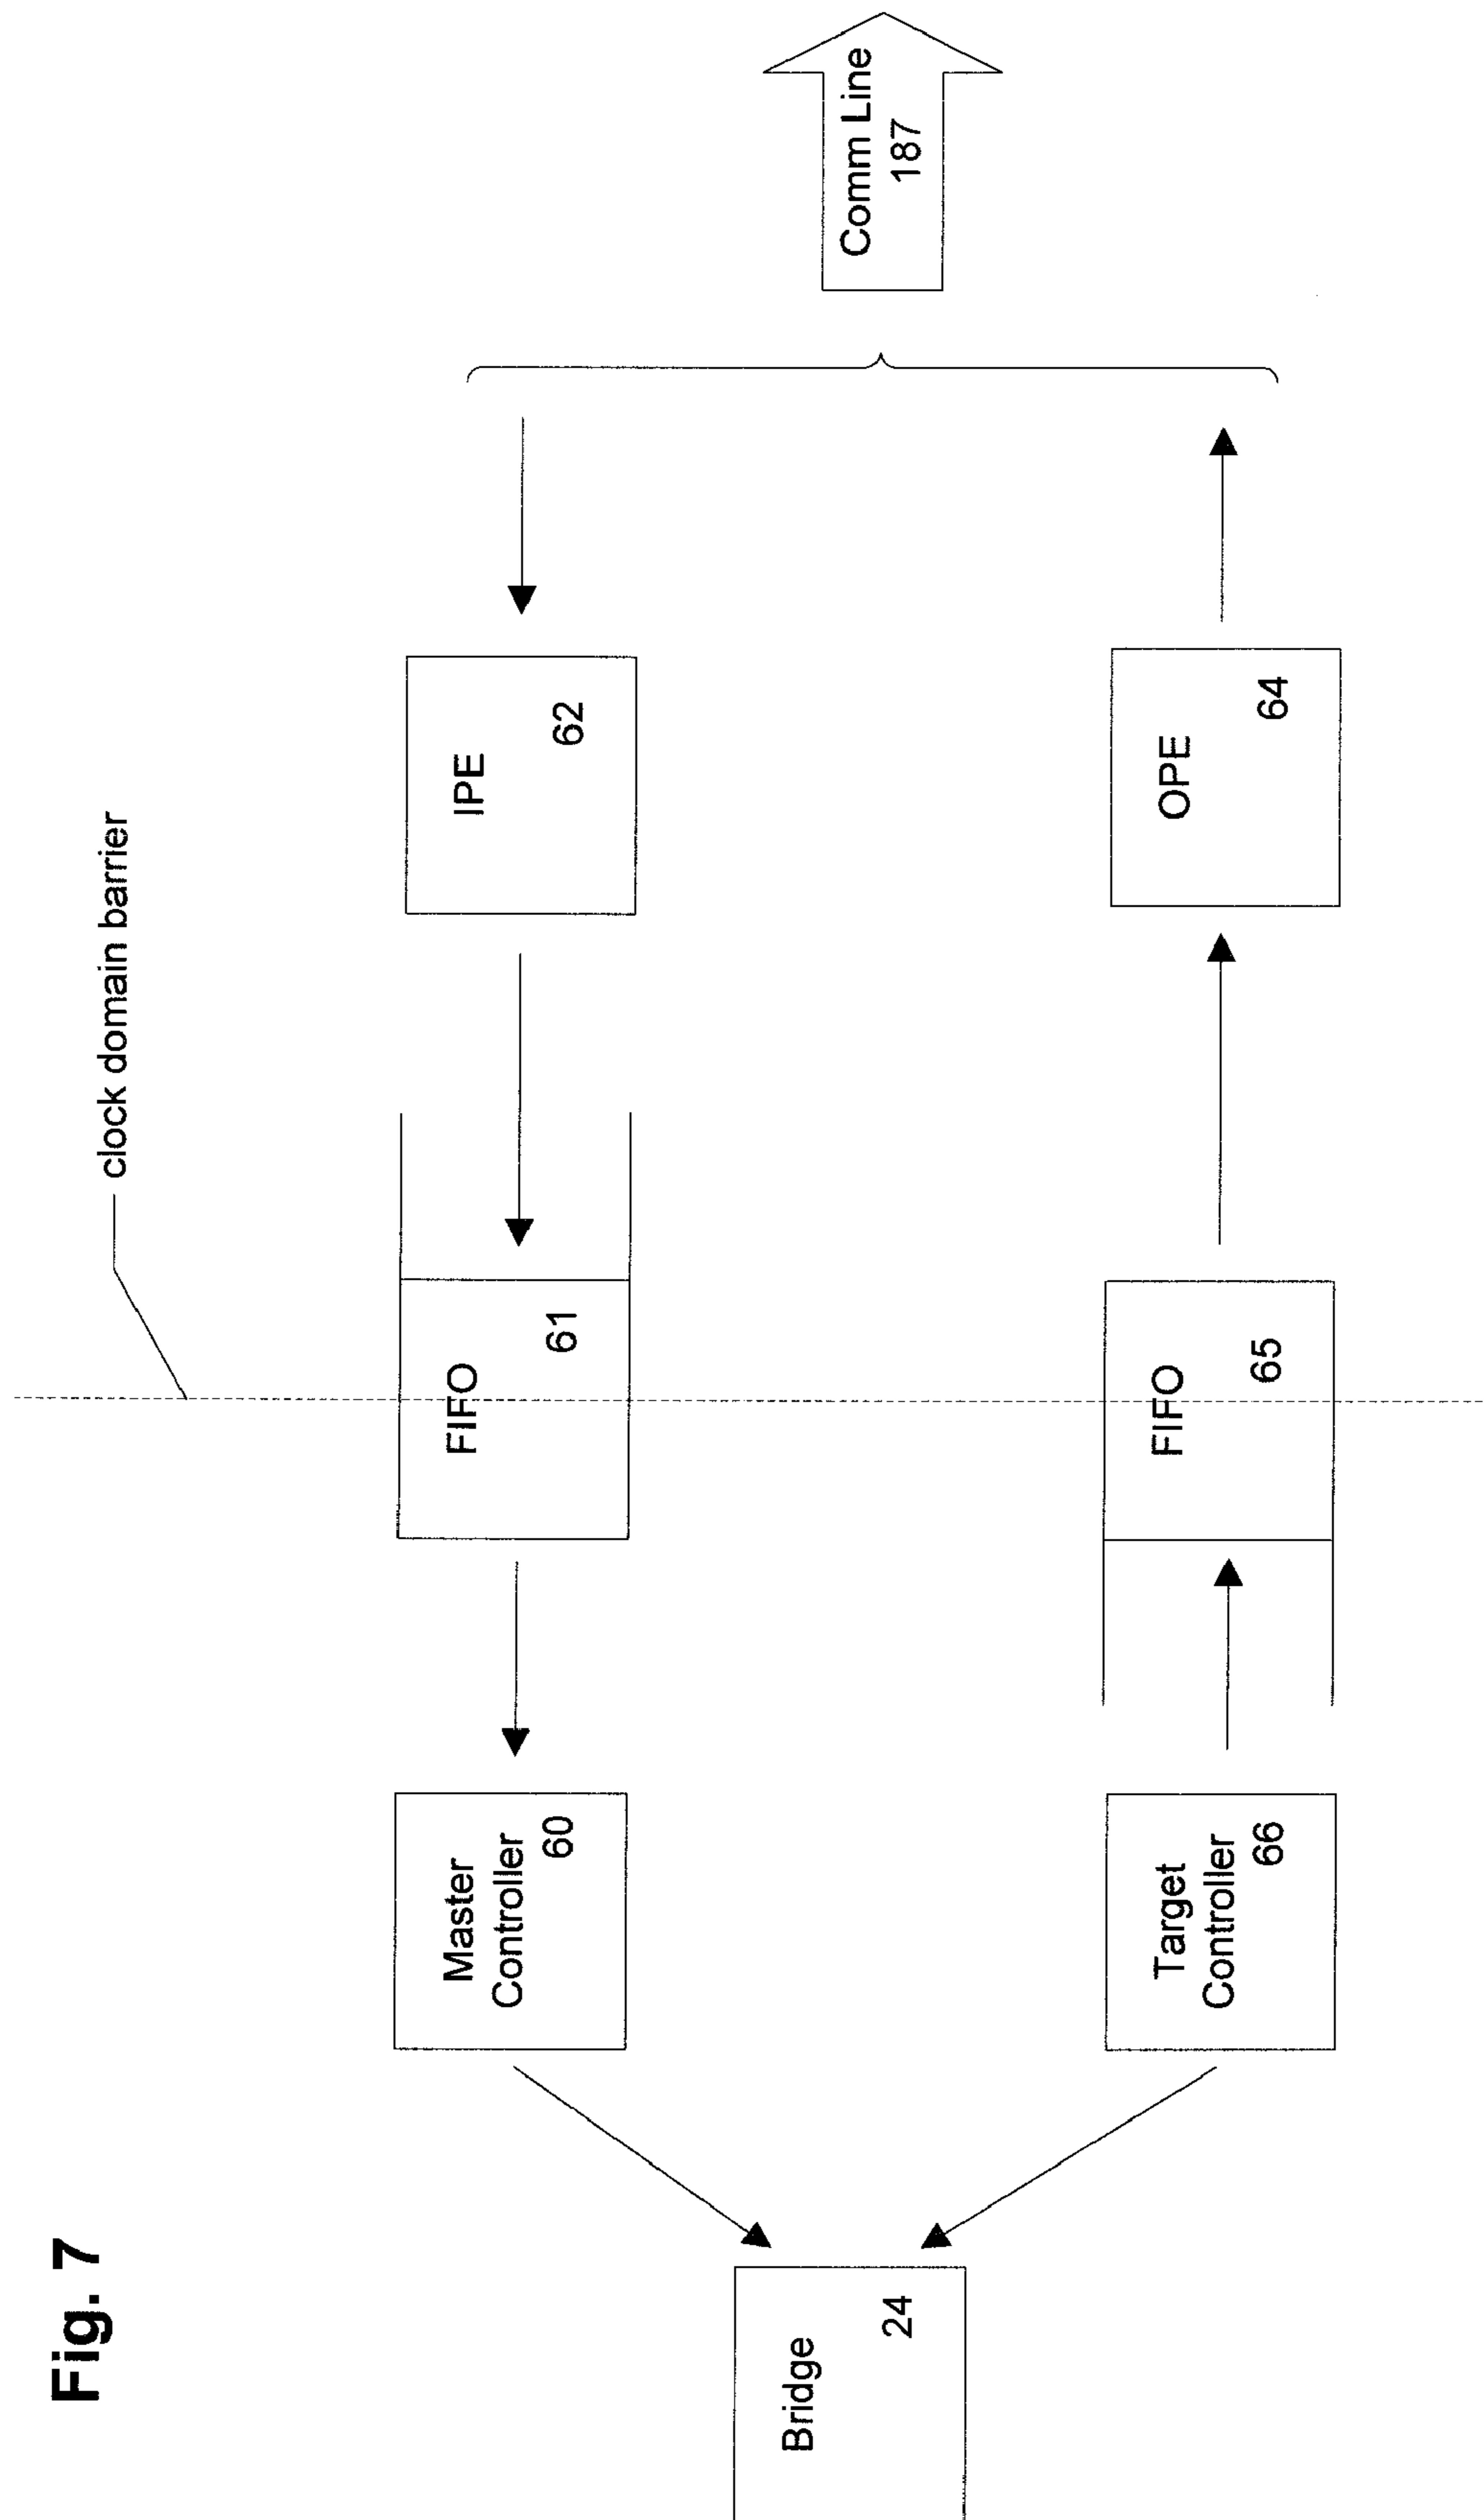 Fig. 7
clock domain barrier
Bridge
24
Master
Controller
60
FIFO
61
IPE
62
Target
Controller
66
FIFO
65
OPE
64
Comm Line
187